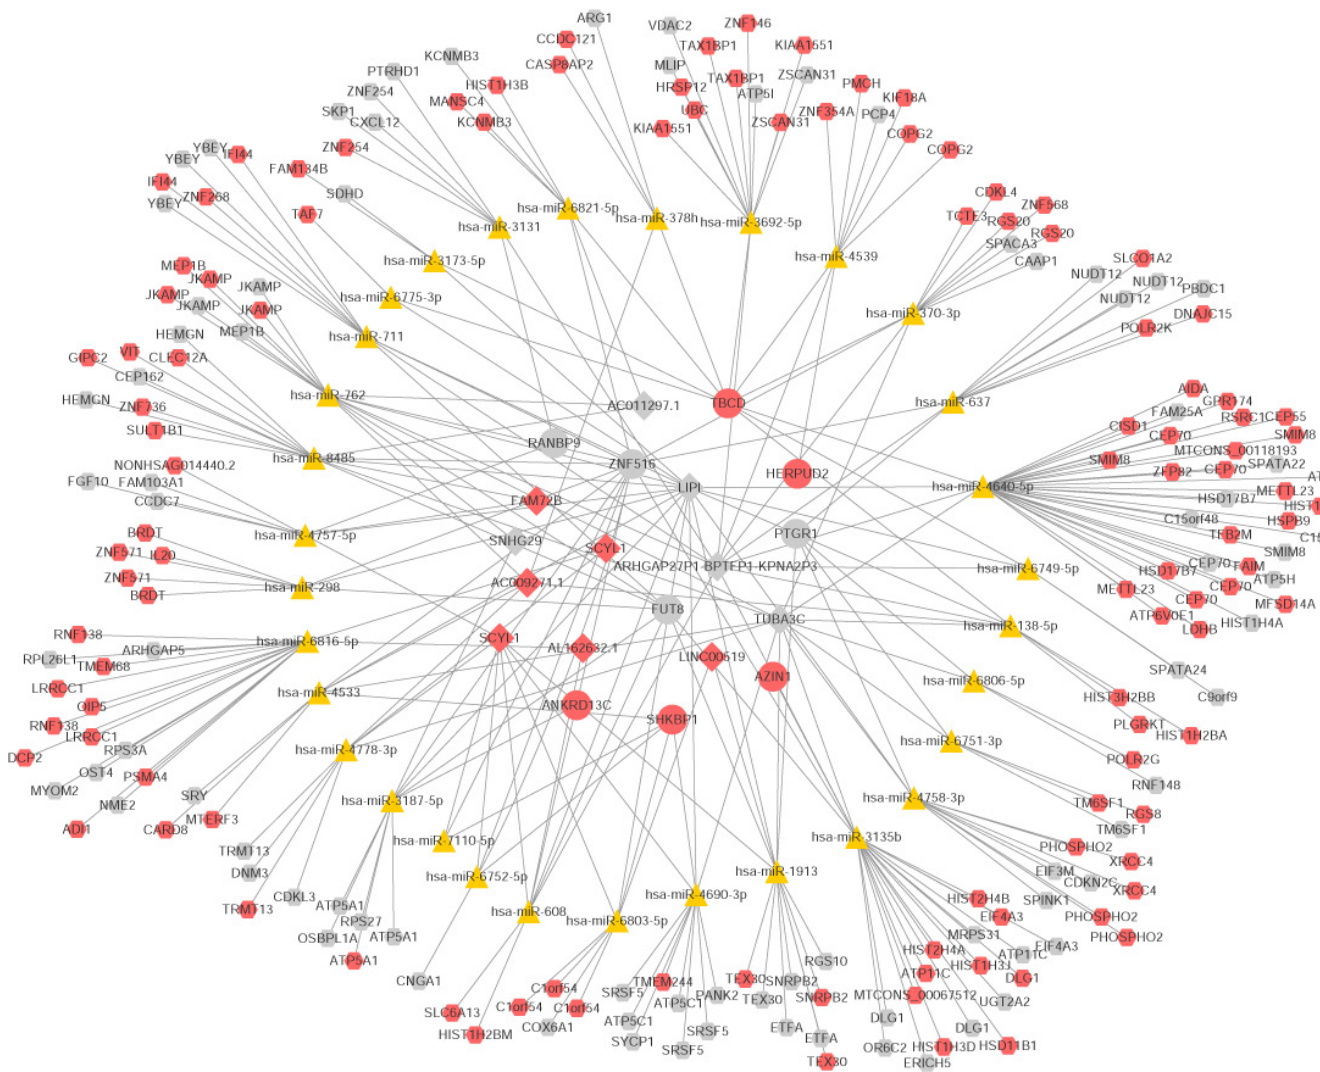 ARG1
VDAC2
ZNF146
CCDC121
TAX1BP1
KIAA1551
KCNMB3
CASP8AP2
MLIP
ZSCAN31
PTRHD1
HIST1H3B
HRSP12
TAX1BP1
ATP5I
PMCH
KIF18A
ZNF254
MANSC4
UBC
ZNF354A
PCP4
SKP1
CXCL12
KCNMB3
KIAA1551
ZSCAN31
COPG2
ZNF254
COPG2
YBEY
YBEY
IFI44
FAM134B
IFI44
ZNF268
SDHD
CDKL4
ZNF568
YBEY
TAF7
TCTE3
RGS20
RGS20
hsa-miR-6821-5p
hsa-miR-378h
hsa-miR-3692-5p
SPACA3
hsa-miR-3131
hsa-miR-4539
CAAP1
SLCO1A2
hsa-miR-3173-5p
NUDT12
NUDT12
MEP1B
JKAMP
JKAMP
NUDT12
PBDC1
JKAMP
JKAMP
JKAMP
hsa-miR-6775-3p
hsa-miR-370-3p
DNAJC15
HEMGN
MEP1B
hsa-miR-711
POLR2K
GIPC2
VIT
CLEC12A
CEP162
HEMGN
ZNF736
hsa-miR-762
AC011297.1
TBCD
hsa-miR-637
AIDA
GPR174
SULT1B1
FAM25A
RSRC1
CEP55
CISD1
CEP70
SMIM8
RANBP9
MTCONS_00118193
NONHSAG014440.2
hsa-miR-8485
ZNF516
SMIM8
ZFP82
CEP70
SPATA22
FGF10
FAM103A1
HERPUD2
LIPI
hsa-miR-4640-5p
METTL23
CCDC7
FAM72B
HSD17B7
C15orf48
HSPB9
BRDT
hsa-miR-4757-5p
SNHG29
SCYL1
PTGR1
TFB2M
ZNF571
IL20
SMIM8
ZNF571
AC009271.1
ARHGAP27P1-BPTFP1-KPNA2P3
hsa-miR-6749-5p
HSD17B7
CEP70
FAIM
BRDT
hsa-miR-298
METTL23
CEP70
ATP5H
CEP70
MFSD14A
FUT8
TUBA3C
ATP6V0E1
LDHB
HIST1H4A
RNF138
hsa-miR-6816-5p
SCYL1
hsa-miR-138-5p
RPL26L1
ARHGAP5
AL162632.1
LINC00519
TMEM68
SPATA24
LRRCC1
hsa-miR-4533
AZIN1
hsa-miR-6806-5p
HIST3H2BB
C9orf9
OIP5
ANKRD13C
RNF138
SHKBP1
PLGRKT
LRRCC1
HIST1H2BA
DCP2
RPS3A
hsa-miR-4778-3p
hsa-miR-6751-3p
POLR2G
OST4
MYOM2
PSMA4
RNF148
NME2
SRY
hsa-miR-3187-5p
hsa-miR-4758-3p
TM6SF1
RGS8
ADI1
CARD8
MTERF3
TM6SF1
hsa-miR-7110-5p
hsa-miR-3135b
PHOSPHO2
TRMT13
XRCC4
DNM3
hsa-miR-6752-5p
hsa-miR-1913
EIF3M
CDKN2C
XRCC4
CDKL3
hsa-miR-4690-3p
HIST2H4B
SPINK1
TRMT13
ATP5A1
hsa-miR-608
hsa-miR-6803-5p
EIF4A3
PHOSPHO2
RPS27
MRPS31
PHOSPHO2
OSBPL1A
ATP5A1
HIST2H4A
EIF4A3
ATP5A1
RGS10
ATP11C
HIST1H3J
ATP11C
CNGA1
TMEM244
TEX30
SNRPB2
DLG1
C1orf54
SRSF5
PANK2
MTCONS_00067512
UGT2A2
SLC6A13
C1orf54
C1orf54
ATP5C1
TEX30
SNRPB2
DLG1
HIST1H2BM
COX6A1
ATP5C1
SRSF5
ETFA
DLG1
SYCP1
SRSF5
ETFA
OR6C2
HIST1H3D
HSD11B1
TEX30
ERICH5